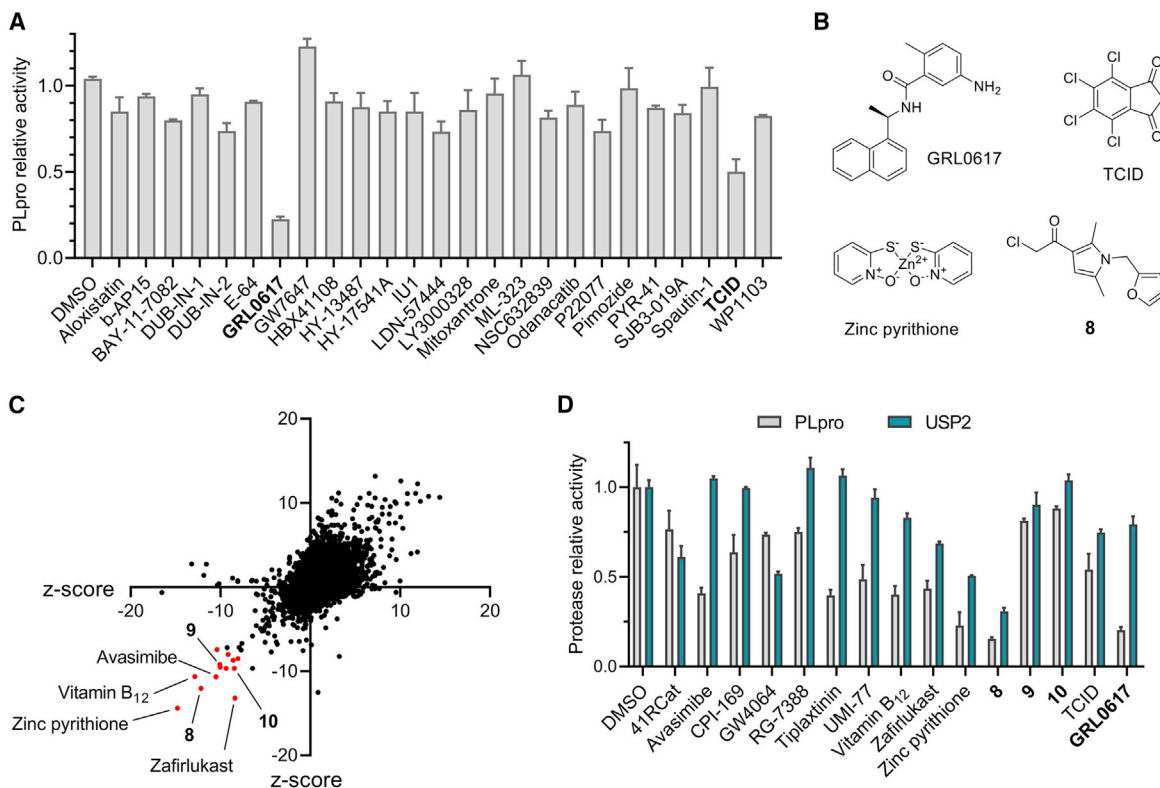 A
PLpro relative activity
1.0
0.5
0.0
DMSO
Aloxistatin
b-AP15
BAY-11-7082
DUB-IN-1
DUB-IN-2
E-64
GRL0617
GW7647
HBX41108
HY-13487
HY-17541A
IU1
LDN-57444
LY3000328
Mitoxantrone
ML-323
NSC632839
Odanacatib
P22077
Pimozide
PYR-41
SJB3-019A
Spautin-1
TCID
WP1103
B
O
NH
NH2
GRL0617
Cl
Cl
Cl
Cl
O
O
TCID
S-
S-
N+
O-
Zn2+
O-
N+
Zinc pyrithione
Cl
O
N
O
8
C
20
10
z-score
-20
-10
10
20
-10
-20
z-score
9
Avasimibe
Vitamin B12
Zinc pyrithione
8
10
Zafirlukast
D
PLpro
USP2
Protease relative activity
1.0
0.5
0.0
DMSO
41RCat
Avasimibe
CPI-169
GW4064
RG-7388
Tiplaxtinin
UMI-77
Vitamin B12
Zafirlukast
Zinc pyrithione
8
9
10
TCID
GRL0617